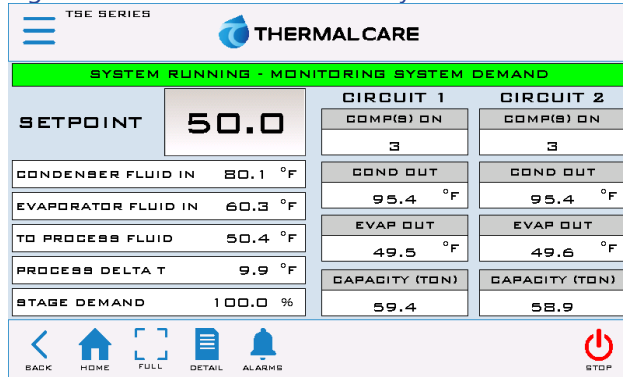 TSE SERIES
THERMALCARE
SYSTEM RUNNING - MONITORING SYSTEM DEMAND
SETPOINT 50.0
CIRCUIT 1 CIRCUIT 2
COMP(S) ON COMP(S) ON
3 3
CONDENSER FLUID IN 80.1 °F
COND OUT COND OUT
95.4 °F 95.4 °F
EVAPORATOR FLUID IN 60.3 °F
EVAP OUT EVAP OUT
TO PROCESS FLUID 50.4 °F
49.5 °F 49.6 °F
PROCESS DELTA T 9.9 °F
CAPACITY (TON) CAPACITY (TON)
STAGE DEMAND 100.0 %
59.4 58.9
BACK HOME FULL DETAIL ALARMS STOP